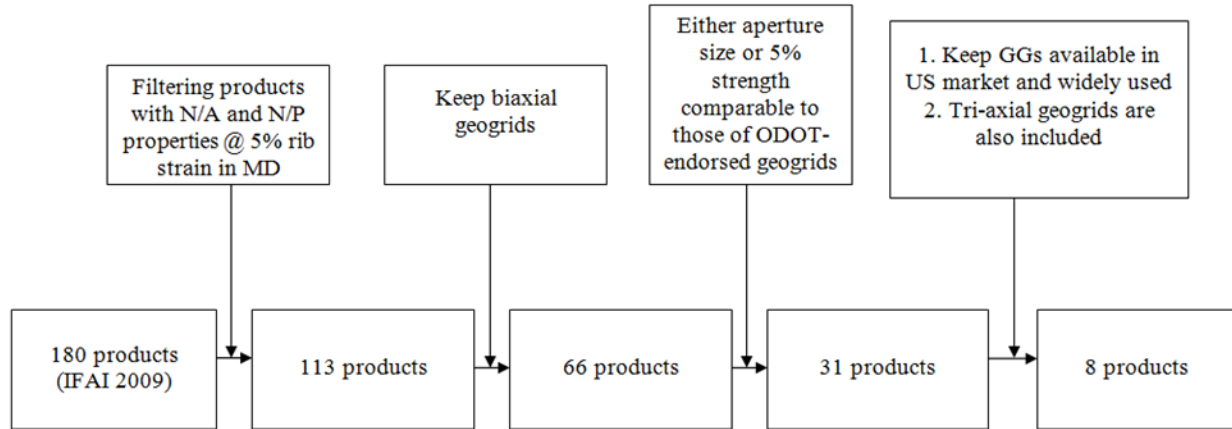 Filtering products
with N/A and N/P
properties @ 5% rib
strain in MD
Keep biaxial
geogrids
Either aperture
size or 5%
strength
comparable to
those of ODOT-
endorsed geogrids
1. Keep GGs available in
US market and widely used
2. Tri-axial geogrids are
also included
180 products
(IFAI 2009)
113 products
66 products
31 products
8 products